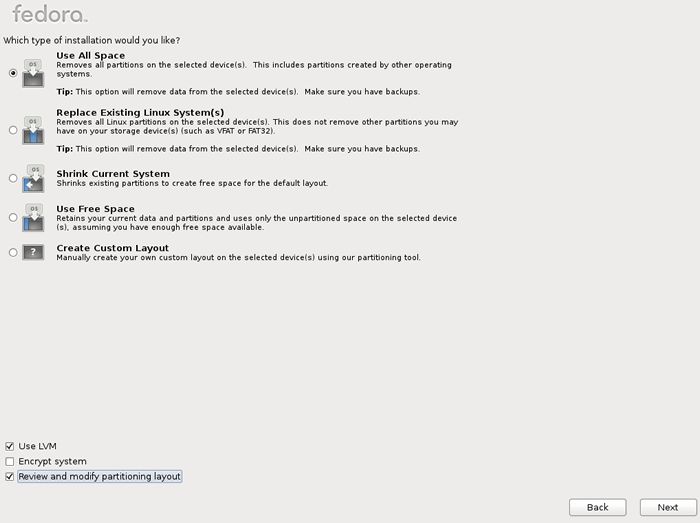 fedora
Which type of installation would you like?
Use All Space
Removes all partitions on the selected device(s). This includes partitions created by other operating
systems.
Tip: This option will remove data from the selected device(s). Make sure you have backups.
Replace Existing Linux System(s)
Removes all Linux partitions on the selected device(s). This does not remove other partitions you may
have on your storage device(s) (such as VFAT or FAT32).
Tip: This option will remove data from the selected device(s). Make sure you have backups.
Shrink Current System
Shrinks existing partitions to create free space for the default layout.
Use Free Space
Retains your current data and partitions and uses only the unpartitioned space on the selected device
(s), assuming you have enough free space available.
Create Custom Layout
Manually create your own custom layout on the selected device(s) using our partitioning tool.
Use LVM
Encrypt system
Review and modify partitioning layout
Back Next